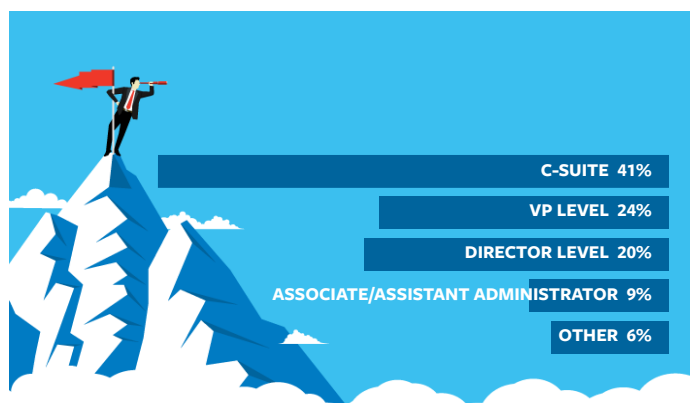 C-SUITE 41%
VP LEVEL 24%
DIRECTOR LEVEL 20%
ASSOCIATE/ASSISTANT ADMINISTRATOR 9%
OTHER 6%